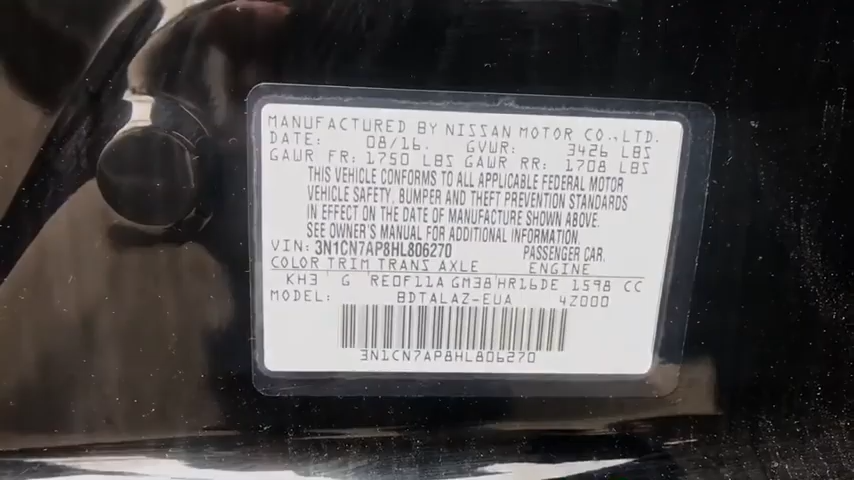 MANUFACTURED BY NISSAN MOTOR CO.,LTD.
DATE: 08/16. GVWR: 3426 LBS
GAWR FR: 1750 LBS GAWR RR: 1708 LBS
THIS VEHICLE CONFORMS TO ALL APPLICABLE FEDERAL MOTOR
VEHICLE SAFETY, BUMPER AND THEFT PREVENTION STANDARDS
IN EFFECT ON THE DATE OF MANUFACTURE SHOWN ABOVE.
SEE OWNER'S MANUAL FOR ADDITIONAL INFORMATION
VIN: 3N1CN7AP8HL806270 PASSENGER CAR.
COLOR TRIM TRANS AXLE ENGINE
KH3 G RE0F11A GM38 HR16DE 1598 CC
MODEL: BDTALAZ-EUA 4Z000
3N1CN7AP8HL806270